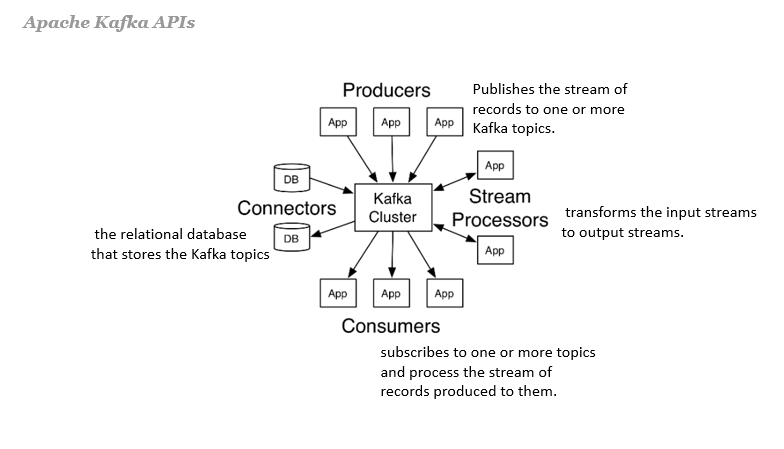 Apache Kafka APIs
Producers
Publishes the stream of
records to one or more
Kafka topics.
App
App
App
App
DB
Kafka
Cluster
Stream
Processors
Connectors
transforms the input streams
to output streams.
the relational database
that stores the Kafka topics
DB
App
App
App
App
Consumers
subscribes to one or more topics
and process the stream of
records produced to them.